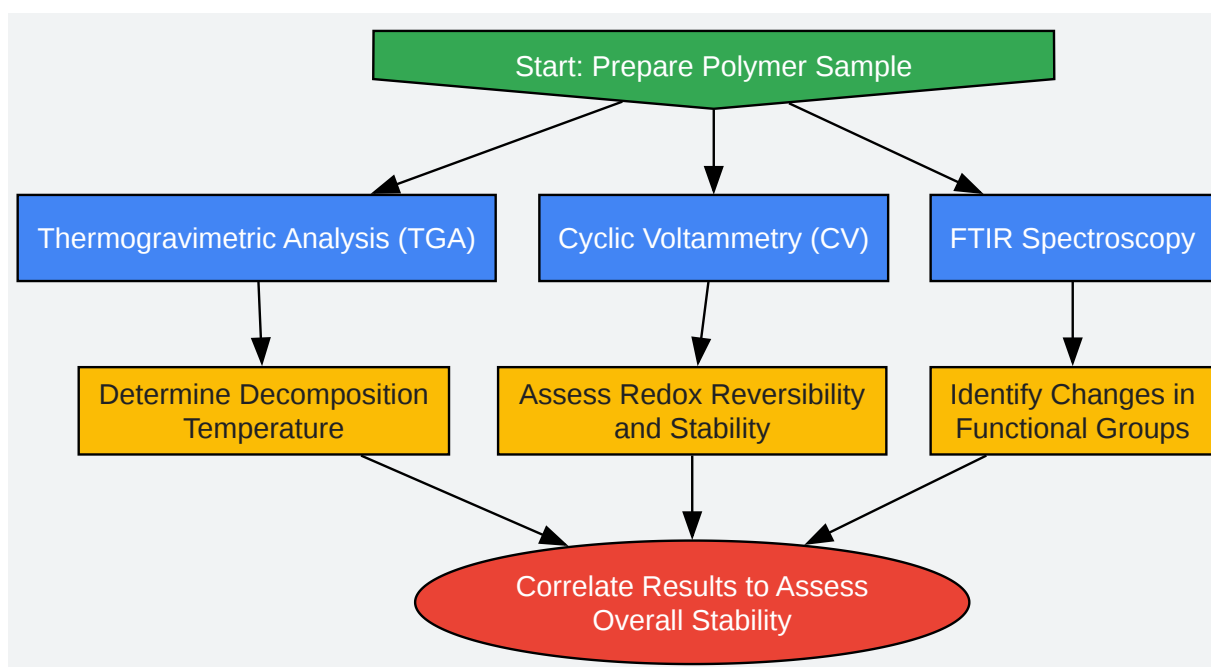 Start: Prepare Polymer Sample
Thermogravimetric Analysis (TGA)
Cyclic Voltammetry (CV)
FTIR Spectroscopy
Determine Decomposition
Temperature
Assess Redox Reversibility
and Stability
Identify Changes in
Functional Groups
Correlate Results to Assess
Overall Stability